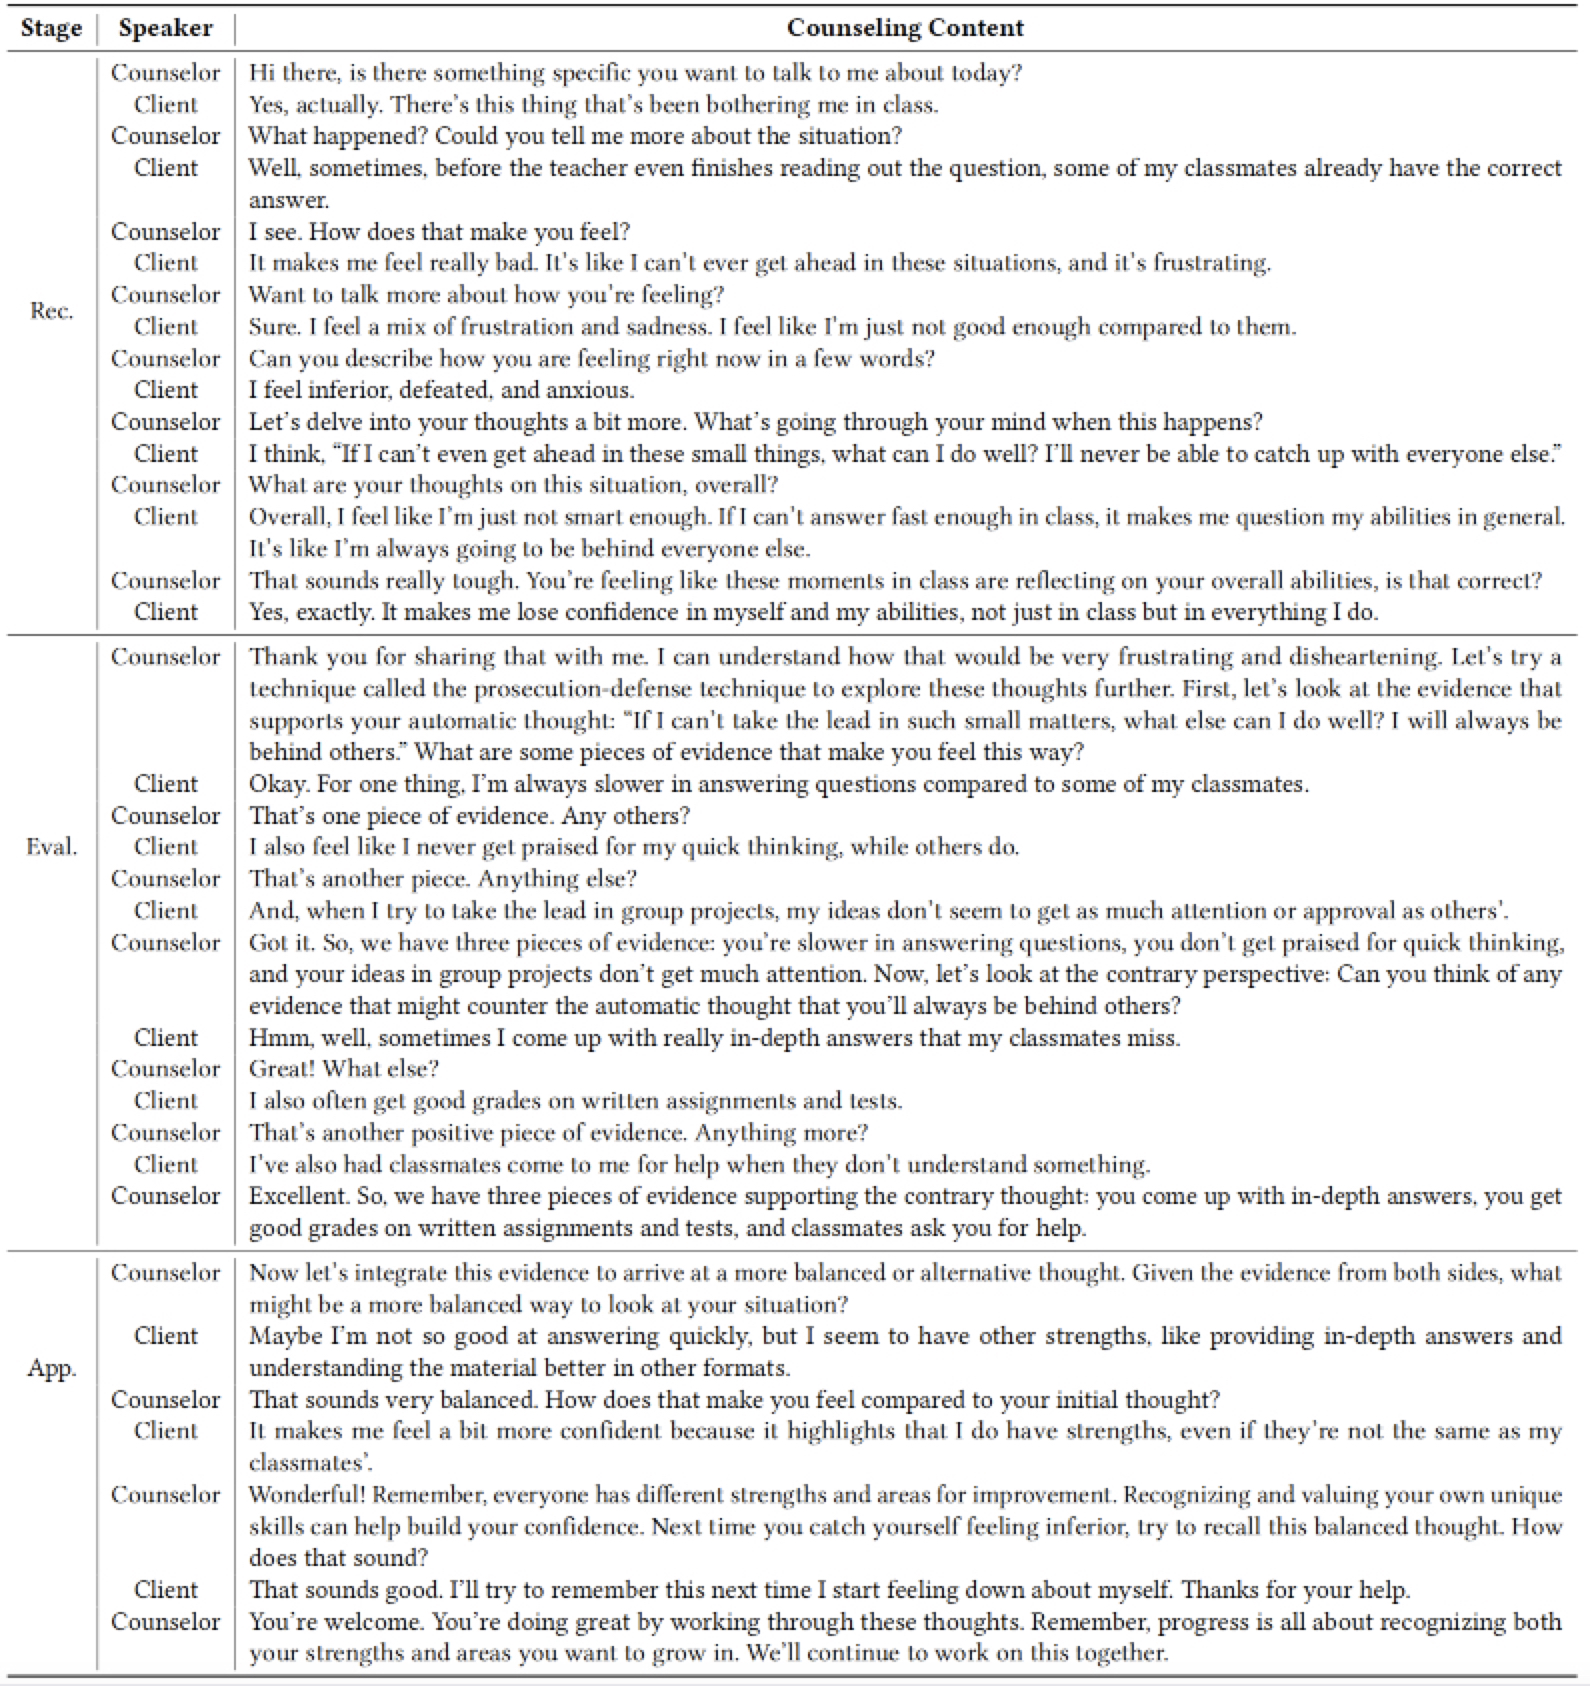 Stage Speaker Counseling Content
Counselor Hi there, is there something specific you want to talk to me about today?
Client Yes, actually. There's this thing that's been bothering me in class.
Counselor What happened? Could you tell me more about the situation?
Client Well, sometimes, before the teacher even finishes reading out the question, some of my classmates already have the correct
answer.
Counselor I see. How does that make you feel?
Client It makes me feel really bad. It's like I can't ever get ahead in these situations, and it's frustrating.
Counselor Want to talk more about how you're feeling?
Rec.
Client Sure. I feel a mix of frustration and sadness. I feel like I'm just not good enough compared to them.
Counselor Can you describe how you are feeling right now in a few words?
Client I feel inferior, defeated, and anxious.
Counselor Let's delve into your thoughts a bit more. What's going through your mind when this happens?
Client I think, “If I can't even get ahead in these small things, what can I do well? I'll never be able to catch up with everyone else.”
Counselor What are your thoughts on this situation, overall?
Client Overall, I feel like I'm just not smart enough. If I can't answer fast enough in class, it makes me question my abilities in general.
It's like I'm always going to be behind everyone else.
Counselor That sounds really tough. You're feeling like these moments in class are reflecting on your overall abilities, is that correct?
Client Yes, exactly. It makes me lose confidence in myself and my abilities, not just in class but in everything I do.
Counselor Thank you for sharing that with me. I can understand how that would be very frustrating and disheartening. Let's try a
technique called the prosecution-defense technique to explore these thoughts further. First, let's look at the evidence that
supports your automatic thought: “If I can't take the lead in such small matters, what else can I do well? I will always be
behind others.” What are some pieces of evidence that make you feel this way?
Client Okay. For one thing, I'm always slower in answering questions compared to some of my classmates.
Counselor That's one piece of evidence. Any others?
Eval. Client I also feel like I never get praised for my quick thinking, while others do.
Counselor That's another piece. Anything else?
Client And, when I try to take the lead in group projects, my ideas don't seem to get as much attention or approval as others'.
Counselor Got it. So, we have three pieces of evidence: you're slower in answering questions, you don't get praised for quick thinking,
and your ideas in group projects don't get much attention. Now, let's look at the contrary perspective: Can you think of any
evidence that might counter the automatic thought that you'll always be behind others?
Client Hmm, well, sometimes I come up with really in-depth answers that my classmates miss.
Counselor Great! What else?
Client I also often get good grades on written assignments and tests.
Counselor That's another positive piece of evidence. Anything more?
Client I've also had classmates come to me for help when they don't understand something.
Counselor Excellent. So, we have three pieces of evidence supporting the contrary thought: you come up with in-depth answers, you get
good grades on written assignments and tests, and classmates ask you for help.
Counselor Now let's integrate this evidence to arrive at a more balanced or alternative thought. Given the evidence from both sides, what
might be a more balanced way to look at your situation?
Client Maybe I'm not so good at answering quickly, but I seem to have other strengths, like providing in-depth answers and
App. understanding the material better in other formats.
Counselor That sounds very balanced. How does that make you feel compared to your initial thought?
Client It makes me feel a bit more confident because it highlights that I do have strengths, even if they're not the same as my
classmates'.
Counselor Wonderful! Remember, everyone has different strengths and areas for improvement. Recognizing and valuing your own unique
skills can help build your confidence. Next time you catch yourself feeling inferior, try to recall this balanced thought. How
does that sound?
Client That sounds good. I'll try to remember this next time I start feeling down about myself. Thanks for your help.
Counselor You're welcome. You're doing great by working through these thoughts. Remember, progress is all about recognizing both
your strengths and areas you want to grow in. We'll continue to work on this together.